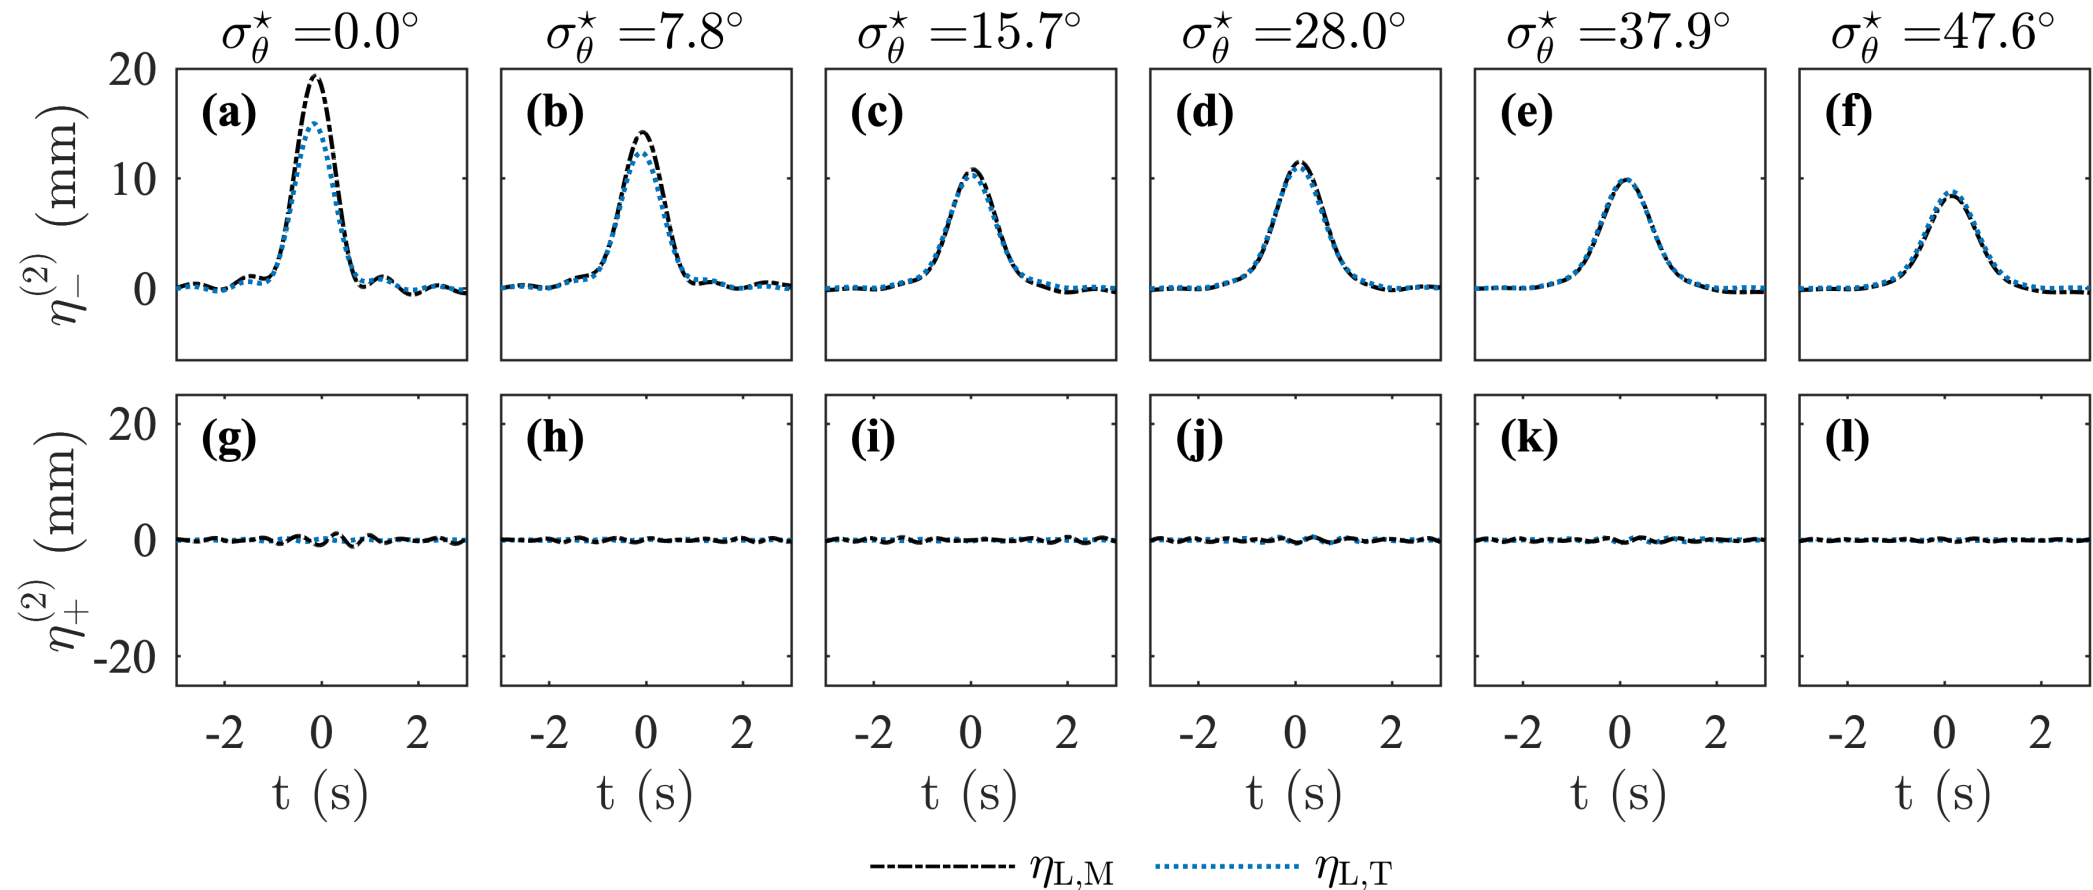 σ⋆θ =0.0° σ⋆θ =7.8° σ⋆θ =15.7° σ⋆θ =28.0° σ⋆θ =37.9° σ⋆θ =47.6°
20
10
0
η(2)− (mm)
(a) (b) (c) (d) (e) (f)
20
0
-20
η(2)+ (mm)
(g) (h) (i) (j) (k) (l)
-2 0 2 -2 0 2 -2 0 2 -2 0 2 -2 0 2 -2 0 2
t (s) t (s) t (s) t (s) t (s) t (s)
ηL,M ηL,T